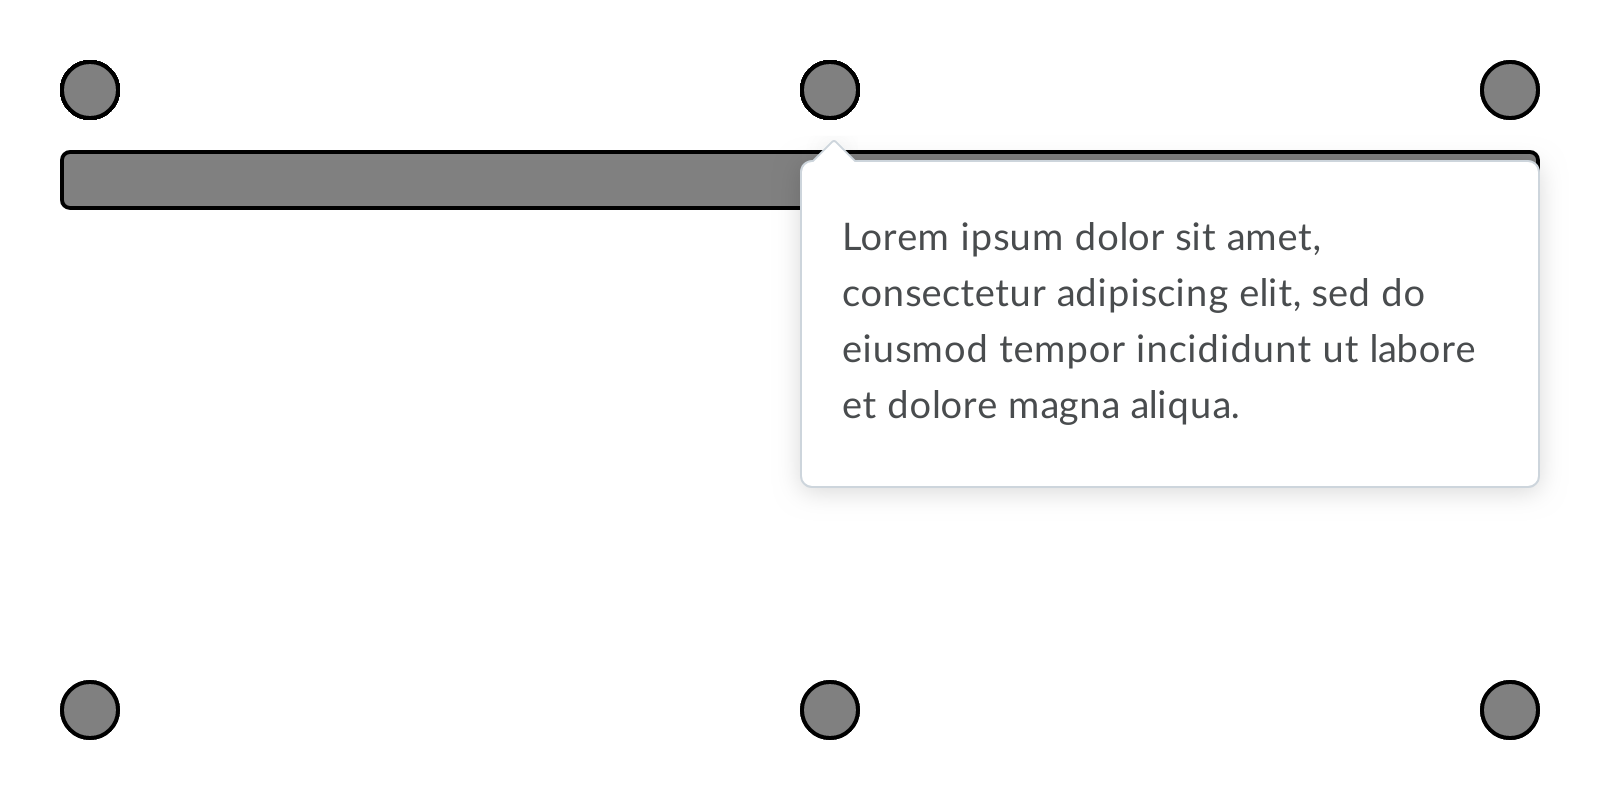 Lorem ipsum dolor sit amet,
consectetur adipiscing elit, sed do
eiusmod tempor incididunt ut labore
et dolore magna aliqua.